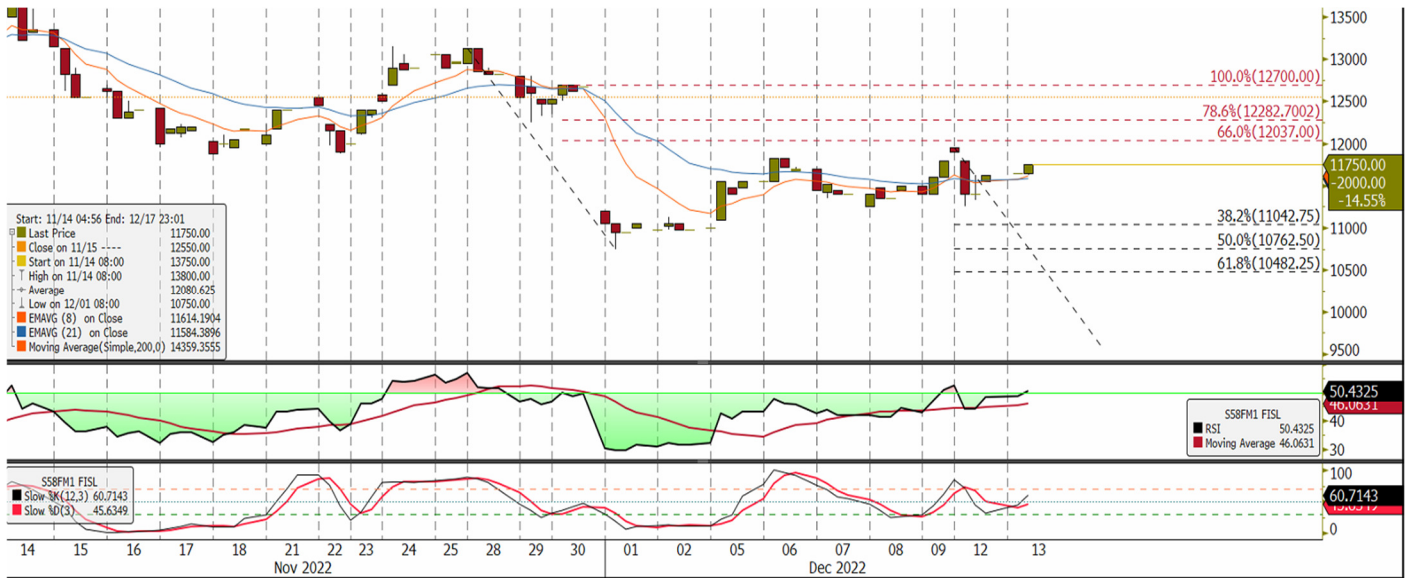 13500
13000
12500
12000
11000
10500
10000
9500
100.0%(12700.00)
78.6%(12282.7002)
66.0%(12037.00)
11750.00
-2000.00
-14.55%
38.2%(11042.75)
50.0%(10762.50)
61.8%(10482.25)
Start: 11/14 04:56 End: 12/17 23:01
Last Price 11750.00
Close on 11/15 ---- 12550.00
Start on 11/14 08:00 13750.00
High on 11/14 08:00 13800.00
Average 12080.625
Low on 12/01 08:00 10750.00
EMAVG (8) on Close 11614.1904
EMAVG (21) on Close 11584.3896
Moving Average(Simple,200,0) 14359.3555
50.4325
46.0631
40
30
S58FM1 FISL
RSI 50.4325
Moving Average 46.0631
S58FM1 FISL
Slow %K(12,3) 60.7143
Slow %D(3) 45.6349
100
60.7143
45.6349
0
14 15 16 17 18 21 22 23 24 25 28 29 30 01 02 05 06 07 08 09 12 13
Nov 2022 Dec 2022